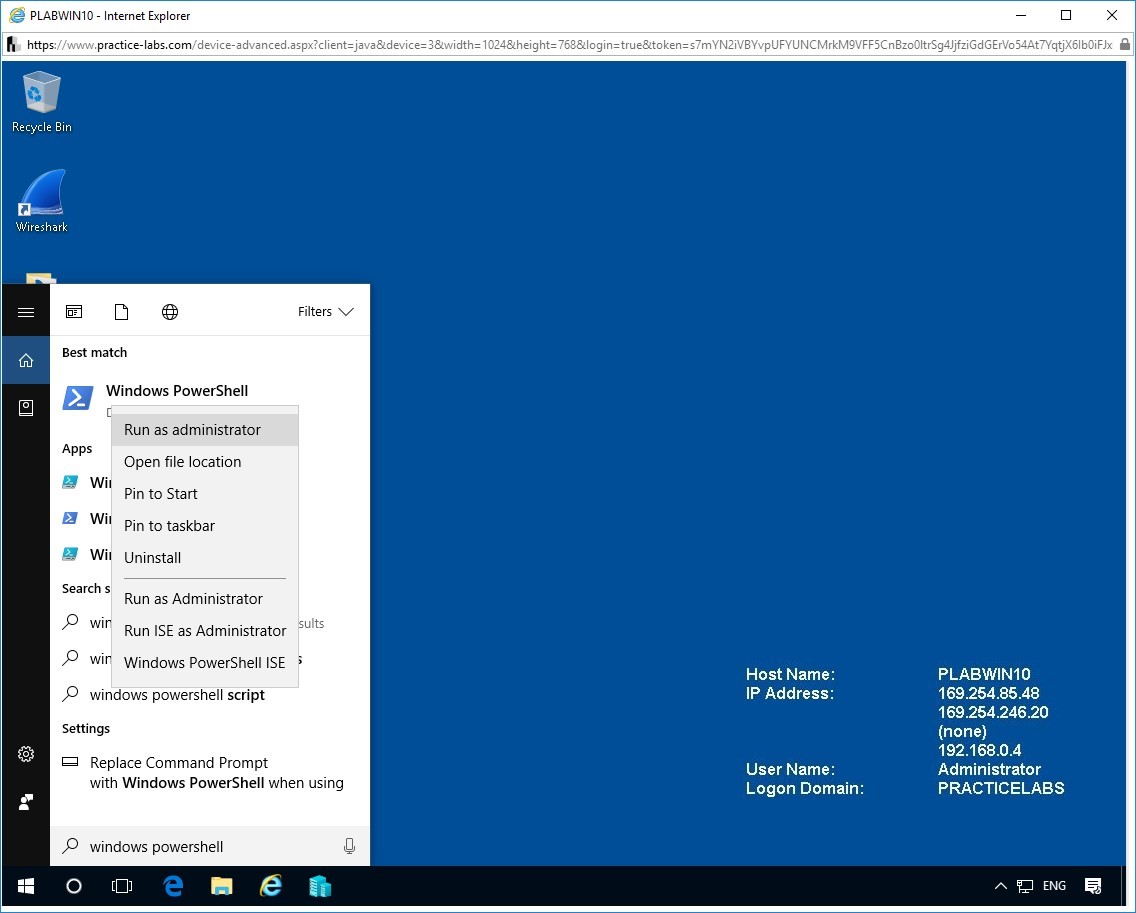 PLABWIN10 - Internet Explorer
https://www.practice-labs.com/device-advanced.aspx?client=java&device=3&width=1024&height=768&login=true&token=
Recycle Bin
Wireshark
Filters
Best match
Windows PowerShell
Run as administrator
Apps
Open file location
Win
Pin to Start
Win
Pin to taskbar
Win
Uninstall
Search s
Run as Administrator
win
sults
Run ISE as Administrator
win
s
Windows PowerShell ISE
windows powershell script
Settings
Replace Command Prompt
with Windows PowerShell when using
windows powershell
Host Name: PLABWIN10
IP Address: 169.254.85.48
169.254.246.20
(none)
192.168.0.4
User Name: Administrator
Logon Domain: PRACTICELABS
ENG